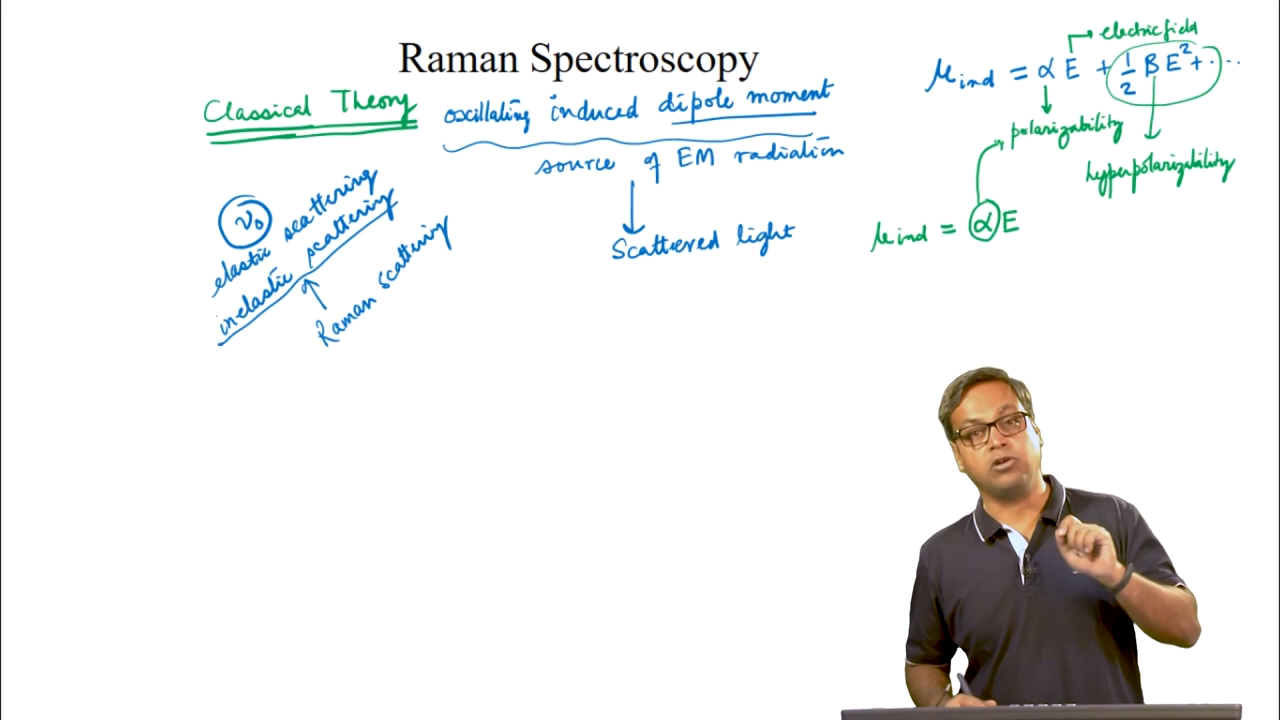 Raman Spectroscopy
Classical Theory
oscillating induced dipole moment
source of EM radiation
Scattered light
ν₀
elastic scattering
inelastic scattering
Raman scattering
electric field
μind = α E + 1/2 β E² + ...
polarizability
hyperpolarizability
μind = α E